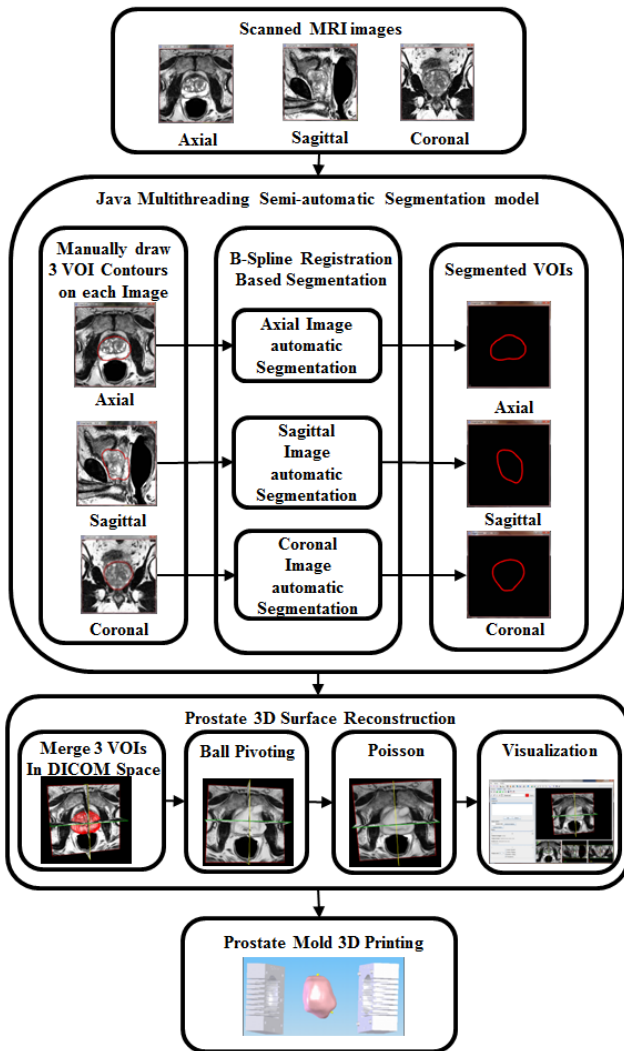 Scanned MRI images
Axial
Sagittal
Coronal
Java Multithreading Semi-automatic Segmentation model
Manually draw
3 VOI Contours
on each Image
Axial
Sagittal
Coronal
B-Spline Registration
Based Segmentation
Axial Image
automatic
Segmentation
Sagittal
Image
automatic
Segmentation
Coronal
Image
automatic
Segmentation
Segmented VOIs
Axial
Sagittal
Coronal
Prostate 3D Surface Reconstruction
Merge 3 VOIs
In DICOM Space
Ball Pivoting
Poisson
Visualization
Prostate Mold 3D Printing